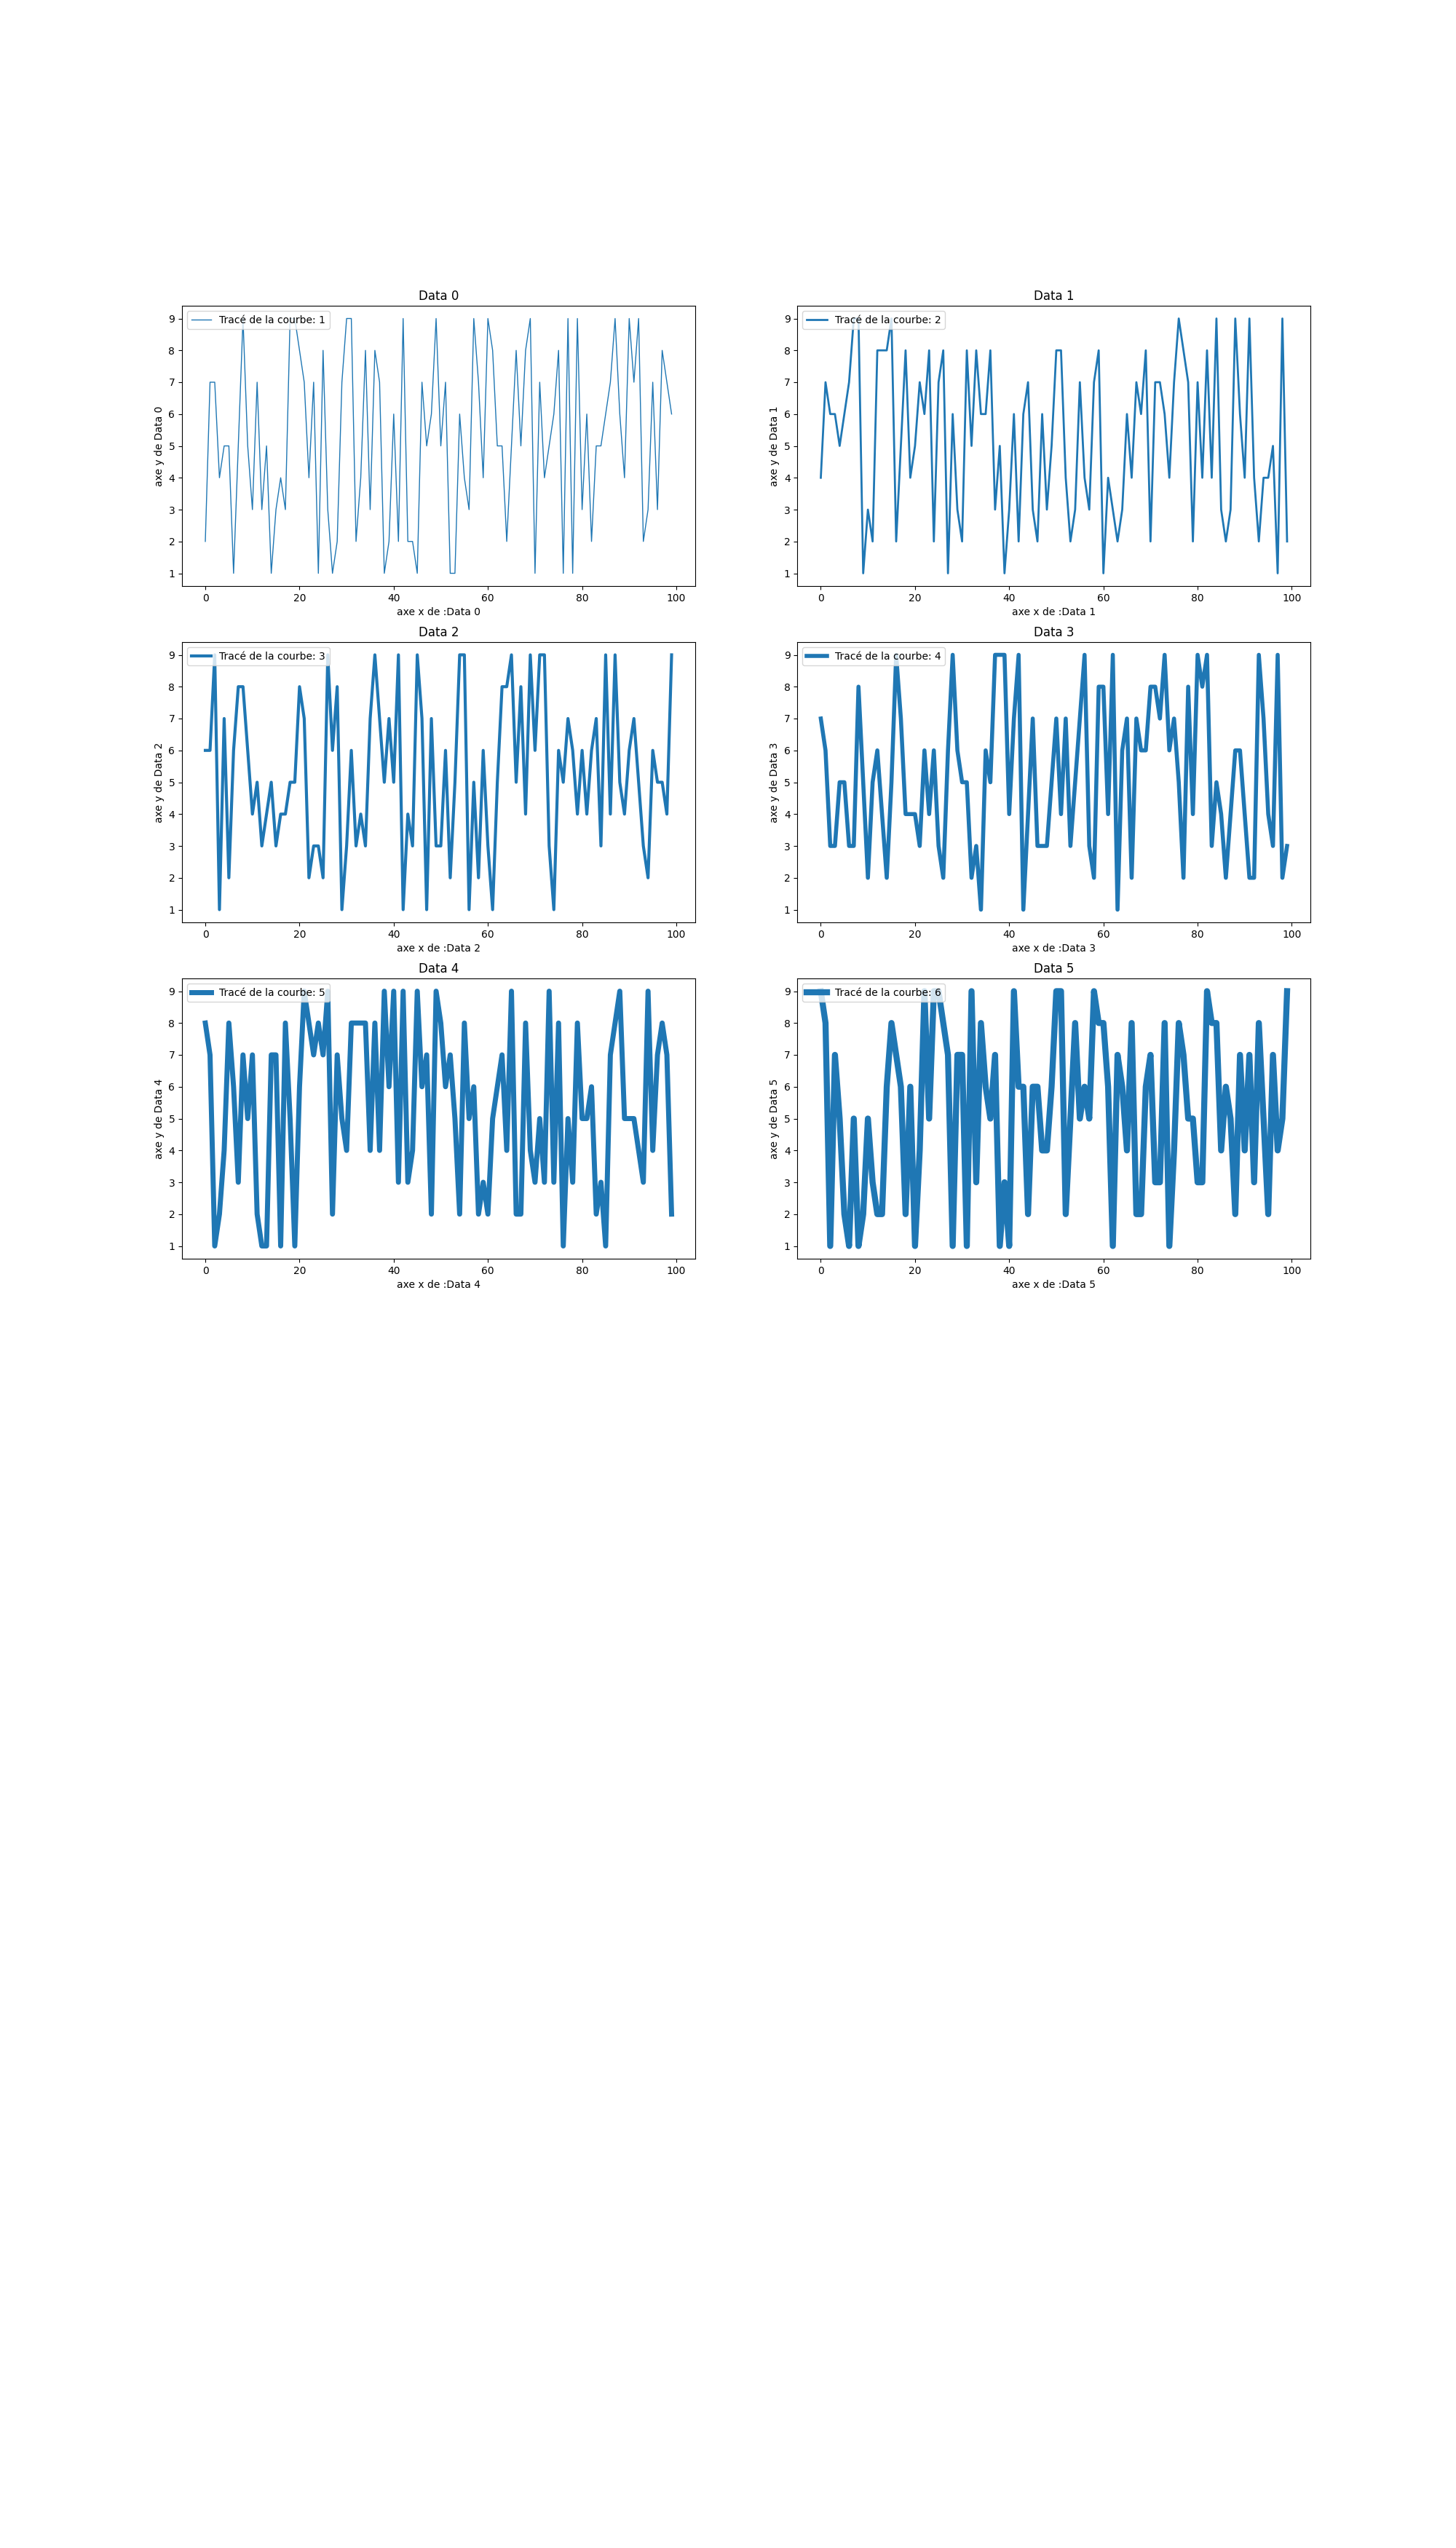 Data 0
Tracé de la courbe: 1
axe y de Data 0
9
8
7
6
5
4
3
2
1
0 20 40 60 80 100
axe x de :Data 0
Data 1
Tracé de la courbe: 2
axe y de Data 1
9
8
7
6
5
4
3
2
1
0 20 40 60 80 100
axe x de :Data 1
Data 2
Tracé de la courbe: 3
axe y de Data 2
9
8
7
6
5
4
3
2
1
0 20 40 60 80 100
axe x de :Data 2
Data 3
Tracé de la courbe: 4
axe y de Data 3
9
8
7
6
5
4
3
2
1
0 20 40 60 80 100
axe x de :Data 3
Data 4
Tracé de la courbe: 5
axe y de Data 4
9
8
7
6
5
4
3
2
1
0 20 40 60 80 100
axe x de :Data 4
Data 5
Tracé de la courbe: 6
axe y de Data 5
9
8
7
6
5
4
3
2
1
0 20 40 60 80 100
axe x de :Data 5